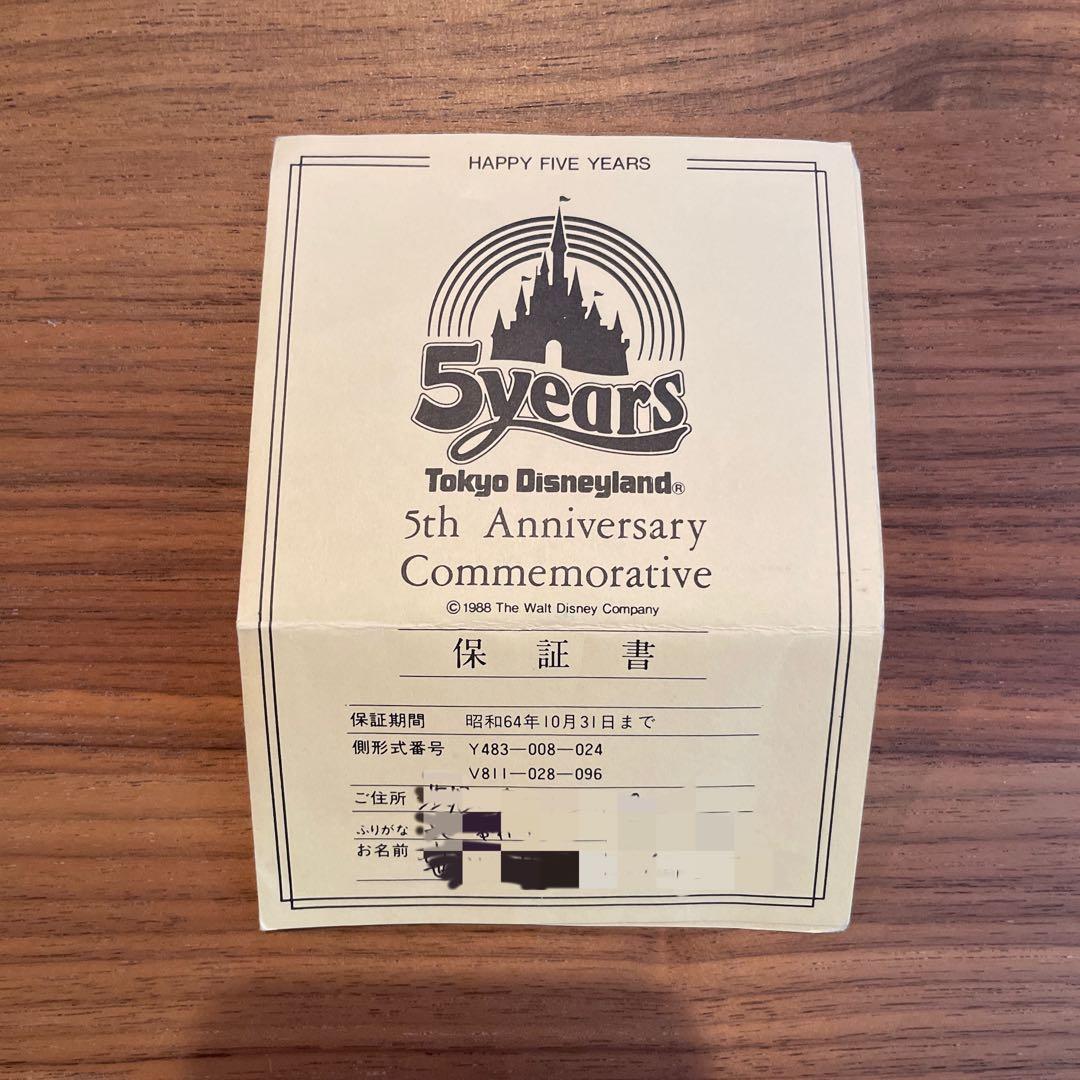 HAPPY FIVE YEARS
5years
Tokyo Disneyland®
5th Anniversary
Commemorative
©1988 The Walt Disney Company
保証書
保証期間 昭和64年10月31日まで
側形式番号 Y483-008-024
V811-028-096
ご住所
ふりがな
お名前